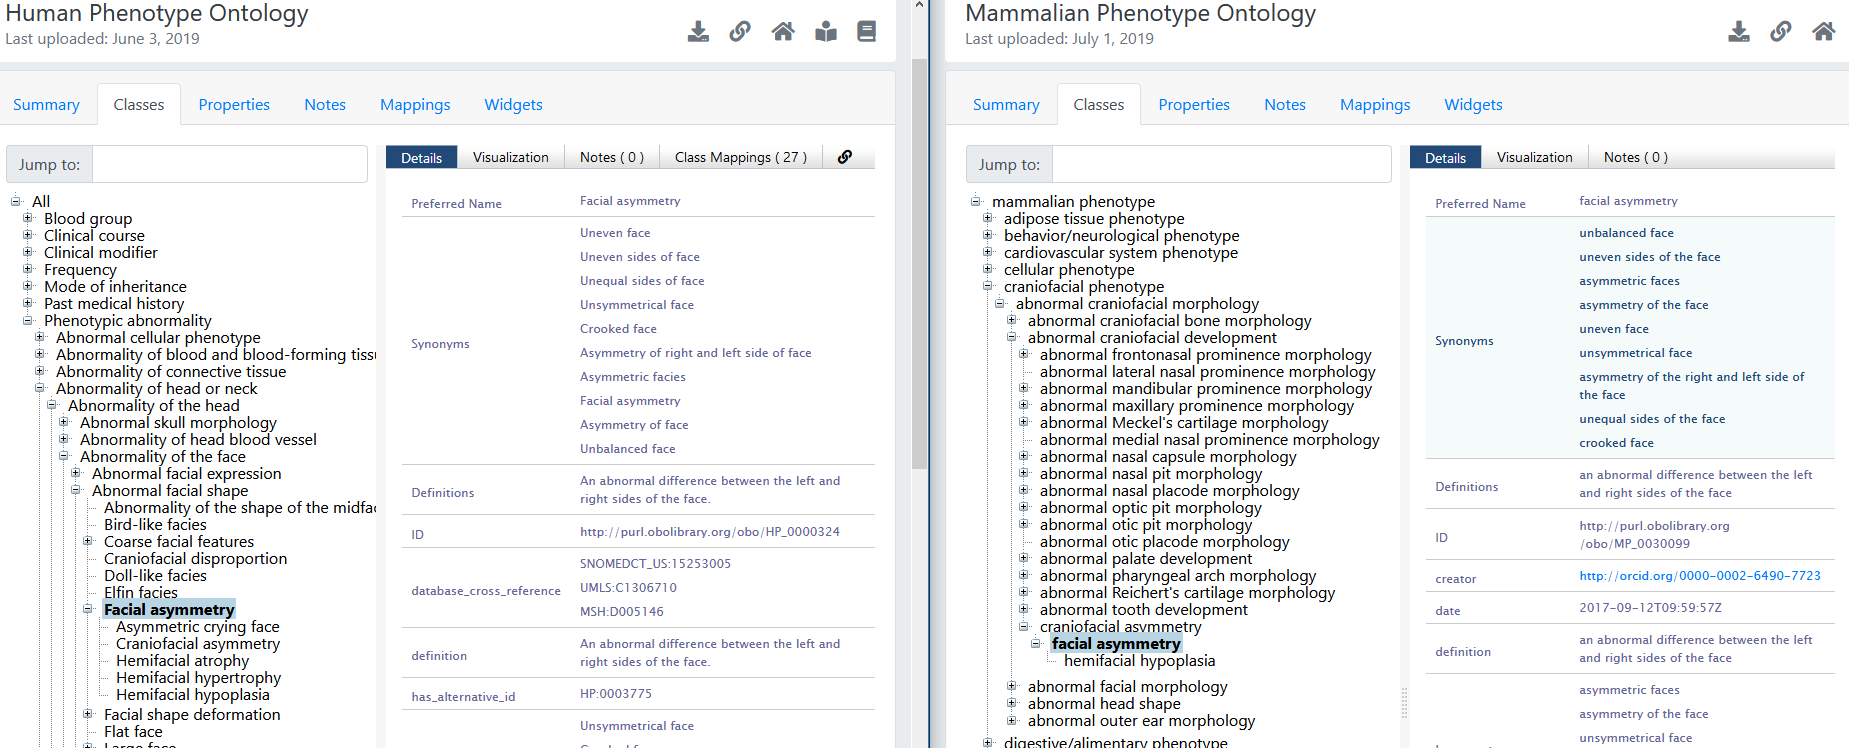 Human Phenotype Ontology
Last uploaded: June 3, 2019
Summary
Classes
Properties
Notes
Mappings
Widgets
Jump to:
All
Blood group
Clinical course
Clinical modifier
Frequency
Mode of inheritance
Past medical history
Phenotypic abnormality
Abnormal cellular phenotype
Abnormality of blood and blood-forming tissu
Abnormality of connective tissue
Abnormality of head or neck
Abnormality of the head
Abnormal skull morphology
Abnormality of head blood vessel
Abnormality of the face
Abnormal facial expression
Abnormal facial shape
Abnormality of the shape of the midfac
Bird-like facies
Coarse facial features
Craniofacial disproportion
Doll-like facies
Elfin facies
Facial asymmetry
Asymmetric crying face
Craniofacial asymmetry
Hemifacial atrophy
Hemifacial hypertrophy
Hemifacial hypoplasia
Facial shape deformation
Flat face
Large face
Details
Visualization
Notes ( 0 )
Class Mappings ( 27 )
Preferred Name
Facial asymmetry
Synonyms
Uneven face
Uneven sides of face
Unequal sides of face
Unsymmetrical face
Crooked face
Asymmetry of right and left side of face
Asymmetric facies
Facial asymmetry
Asymmetry of face
Unbalanced face
Definitions
An abnormal difference between the left and
right sides of the face.
ID
http://purl.obolibrary.org/obo/HP_0000324
database_cross_reference
SNOMEDCT_US:15253005
UMLS:C1306710
MSH:D005146
definition
An abnormal difference between the left and
right sides of the face.
has_alternative_id
HP:0003775
Unsymmetrical face
Mammalian Phenotype Ontology
Last uploaded: July 1, 2019
Summary
Classes
Properties
Notes
Mappings
Widgets
Jump to:
mammalian phenotype
adipose tissue phenotype
behavior/neurological phenotype
cardiovascular system phenotype
cellular phenotype
craniofacial phenotype
abnormal craniofacial morphology
abnormal craniofacial bone morphology
abnormal craniofacial development
abnormal frontonasal prominence morphology
abnormal lateral nasal prominence morphology
abnormal mandibular prominence morphology
abnormal maxillary prominence morphology
abnormal Meckel's cartilage morphology
abnormal medial nasal prominence morphology
abnormal nasal capsule morphology
abnormal nasal pit morphology
abnormal nasal placode morphology
abnormal optic pit morphology
abnormal otic pit morphology
abnormal otic placode morphology
abnormal palate development
abnormal pharyngeal arch morphology
abnormal Reichert's cartilage morphology
abnormal tooth development
craniofacial asymmetry
facial asymmetry
hemifacial hypoplasia
abnormal facial morphology
abnormal head shape
abnormal outer ear morphology
digestive/alimentary phenotype
Details
Visualization
Notes ( 0 )
Preferred Name
facial asymmetry
Synonyms
unbalanced face
uneven sides of the face
asymmetric faces
asymmetry of the face
uneven face
unsymmetrical face
asymmetry of the right and left side of
the face
unequal sides of the face
crooked face
Definitions
an abnormal difference between the left
and right sides of the face
ID
http://purl.obolibrary.org
/obo/MP_0030099
creator
http://orcid.org/0000-0002-6490-7723
date
2017-09-12T09:59:57Z
definition
an abnormal difference between the left
and right sides of the face
asymmetric faces
asymmetry of the face
unsymmetrical face